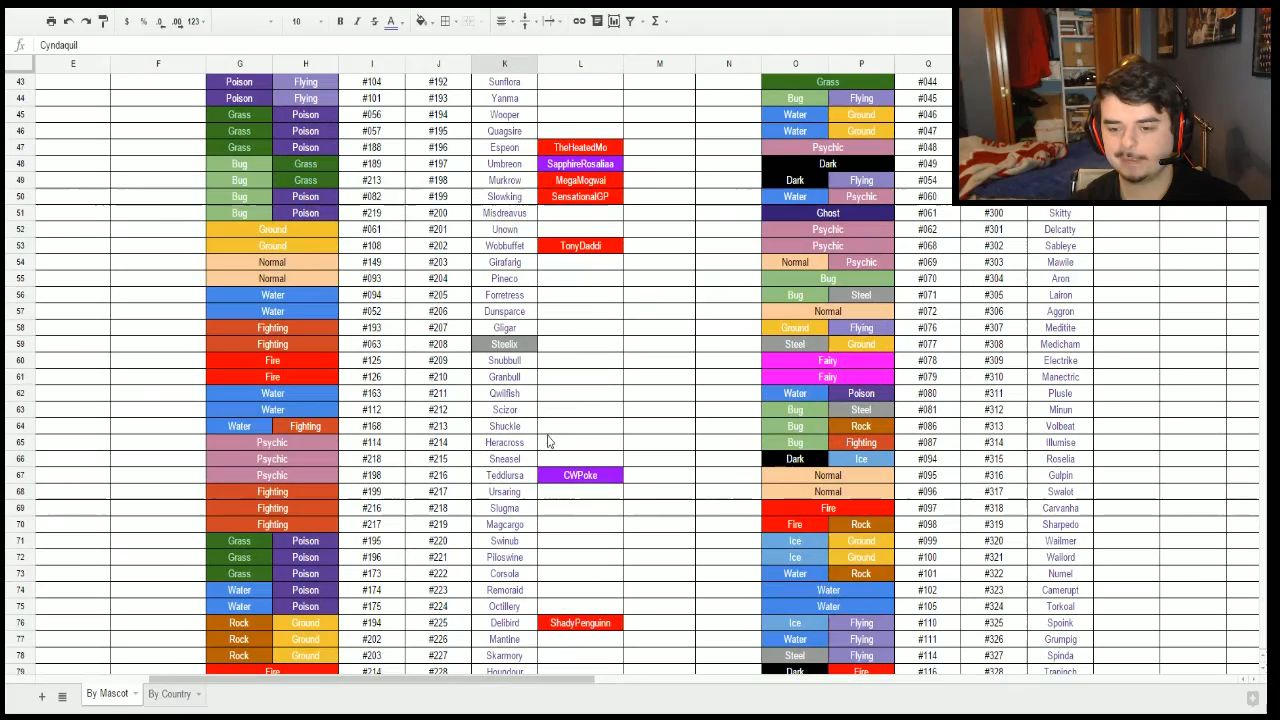 $ % .0 .00 123 10 B I S A Σ
fx Cyndaquil
E F G H I J K L M N O P Q
43 Poison Flying #104 #192 Sunflora Grass #044
44 Poison Flying #101 #193 Yanma Bug Flying #045
45 Grass Poison #056 #194 Wooper Water Ground #046
46 Grass Poison #057 #195 Quagsire Water Ground #047
47 Grass Poison #188 #196 Espeon TheHeatedMo Psychic #048
48 Bug Grass #189 #197 Umbreon SapphireRosaliaa Dark #049
49 Bug Grass #213 #198 Murkrow MegaMogwai Dark Flying #054
50 Bug Poison #082 #199 Slowking SensationalGP Water Psychic #060
51 Bug Poison #219 #200 Misdreavus Ghost #061 #300 Skitty
52 Ground #061 #201 Unown Psychic #062 #301 Delcatty
53 Ground #108 #202 Wobbuffet TonyDaddi Psychic #068 #302 Sableye
54 Normal #149 #203 Girafarig Normal Psychic #069 #303 Mawile
55 Normal #093 #204 Pineco Bug #070 #304 Aron
56 Water #094 #205 Forretress Bug Steel #071 #305 Lairon
57 Water #052 #206 Dunsparce Normal #072 #306 Aggron
58 Fighting #193 #207 Gligar Ground Flying #076 #307 Meditite
59 Fighting #063 #208 Steelix Steel Ground #077 #308 Medicham
60 Fire #125 #209 Snubbull Fairy #078 #309 Electrike
61 Fire #126 #210 Granbull Fairy #079 #310 Manectric
62 Water #163 #211 Qwilfish Water Poison #080 #311 Plusle
63 Water #112 #212 Scizor Bug Steel #081 #312 Minun
64 Water Fighting #168 #213 Shuckle Bug Rock #086 #313 Volbeat
65 Psychic #114 #214 Heracross Bug Fighting #087 #314 Illumise
66 Psychic #218 #215 Sneasel Dark Ice #094 #315 Roselia
67 Psychic #198 #216 Teddiursa CWPoke Normal #095 #316 Gulpin
68 Fighting #199 #217 Ursaring Normal #096 #317 Swalot
69 Fighting #216 #218 Slugma Fire #097 #318 Carvanha
70 Fighting #217 #219 Magcargo Fire Rock #098 #319 Sharpedo
71 Grass Poison #195 #220 Swinub Ice Ground #099 #320 Wailmer
72 Grass Poison #196 #221 Piloswine Ice Ground #100 #321 Wailord
73 Grass Poison #173 #222 Corsola Water Rock #101 #322 Numel
74 Water Poison #174 #223 Remoraid Water #102 #323 Camerupt
75 Water Poison #175 #224 Octillery Water #105 #324 Torkoal
76 Rock Ground #194 #225 Delibird ShadyPenguinn Ice Flying #110 #325 Spoink
77 Rock Ground #202 #226 Mantine Water Flying #111 #326 Grumpig
78 Rock Ground #203 #227 Skarmory Steel Flying #115 #327 Spinda
79 Fire #214 #228 Houndour Dark Fire #116 #328 Trapinch
+ By Mascot By Country